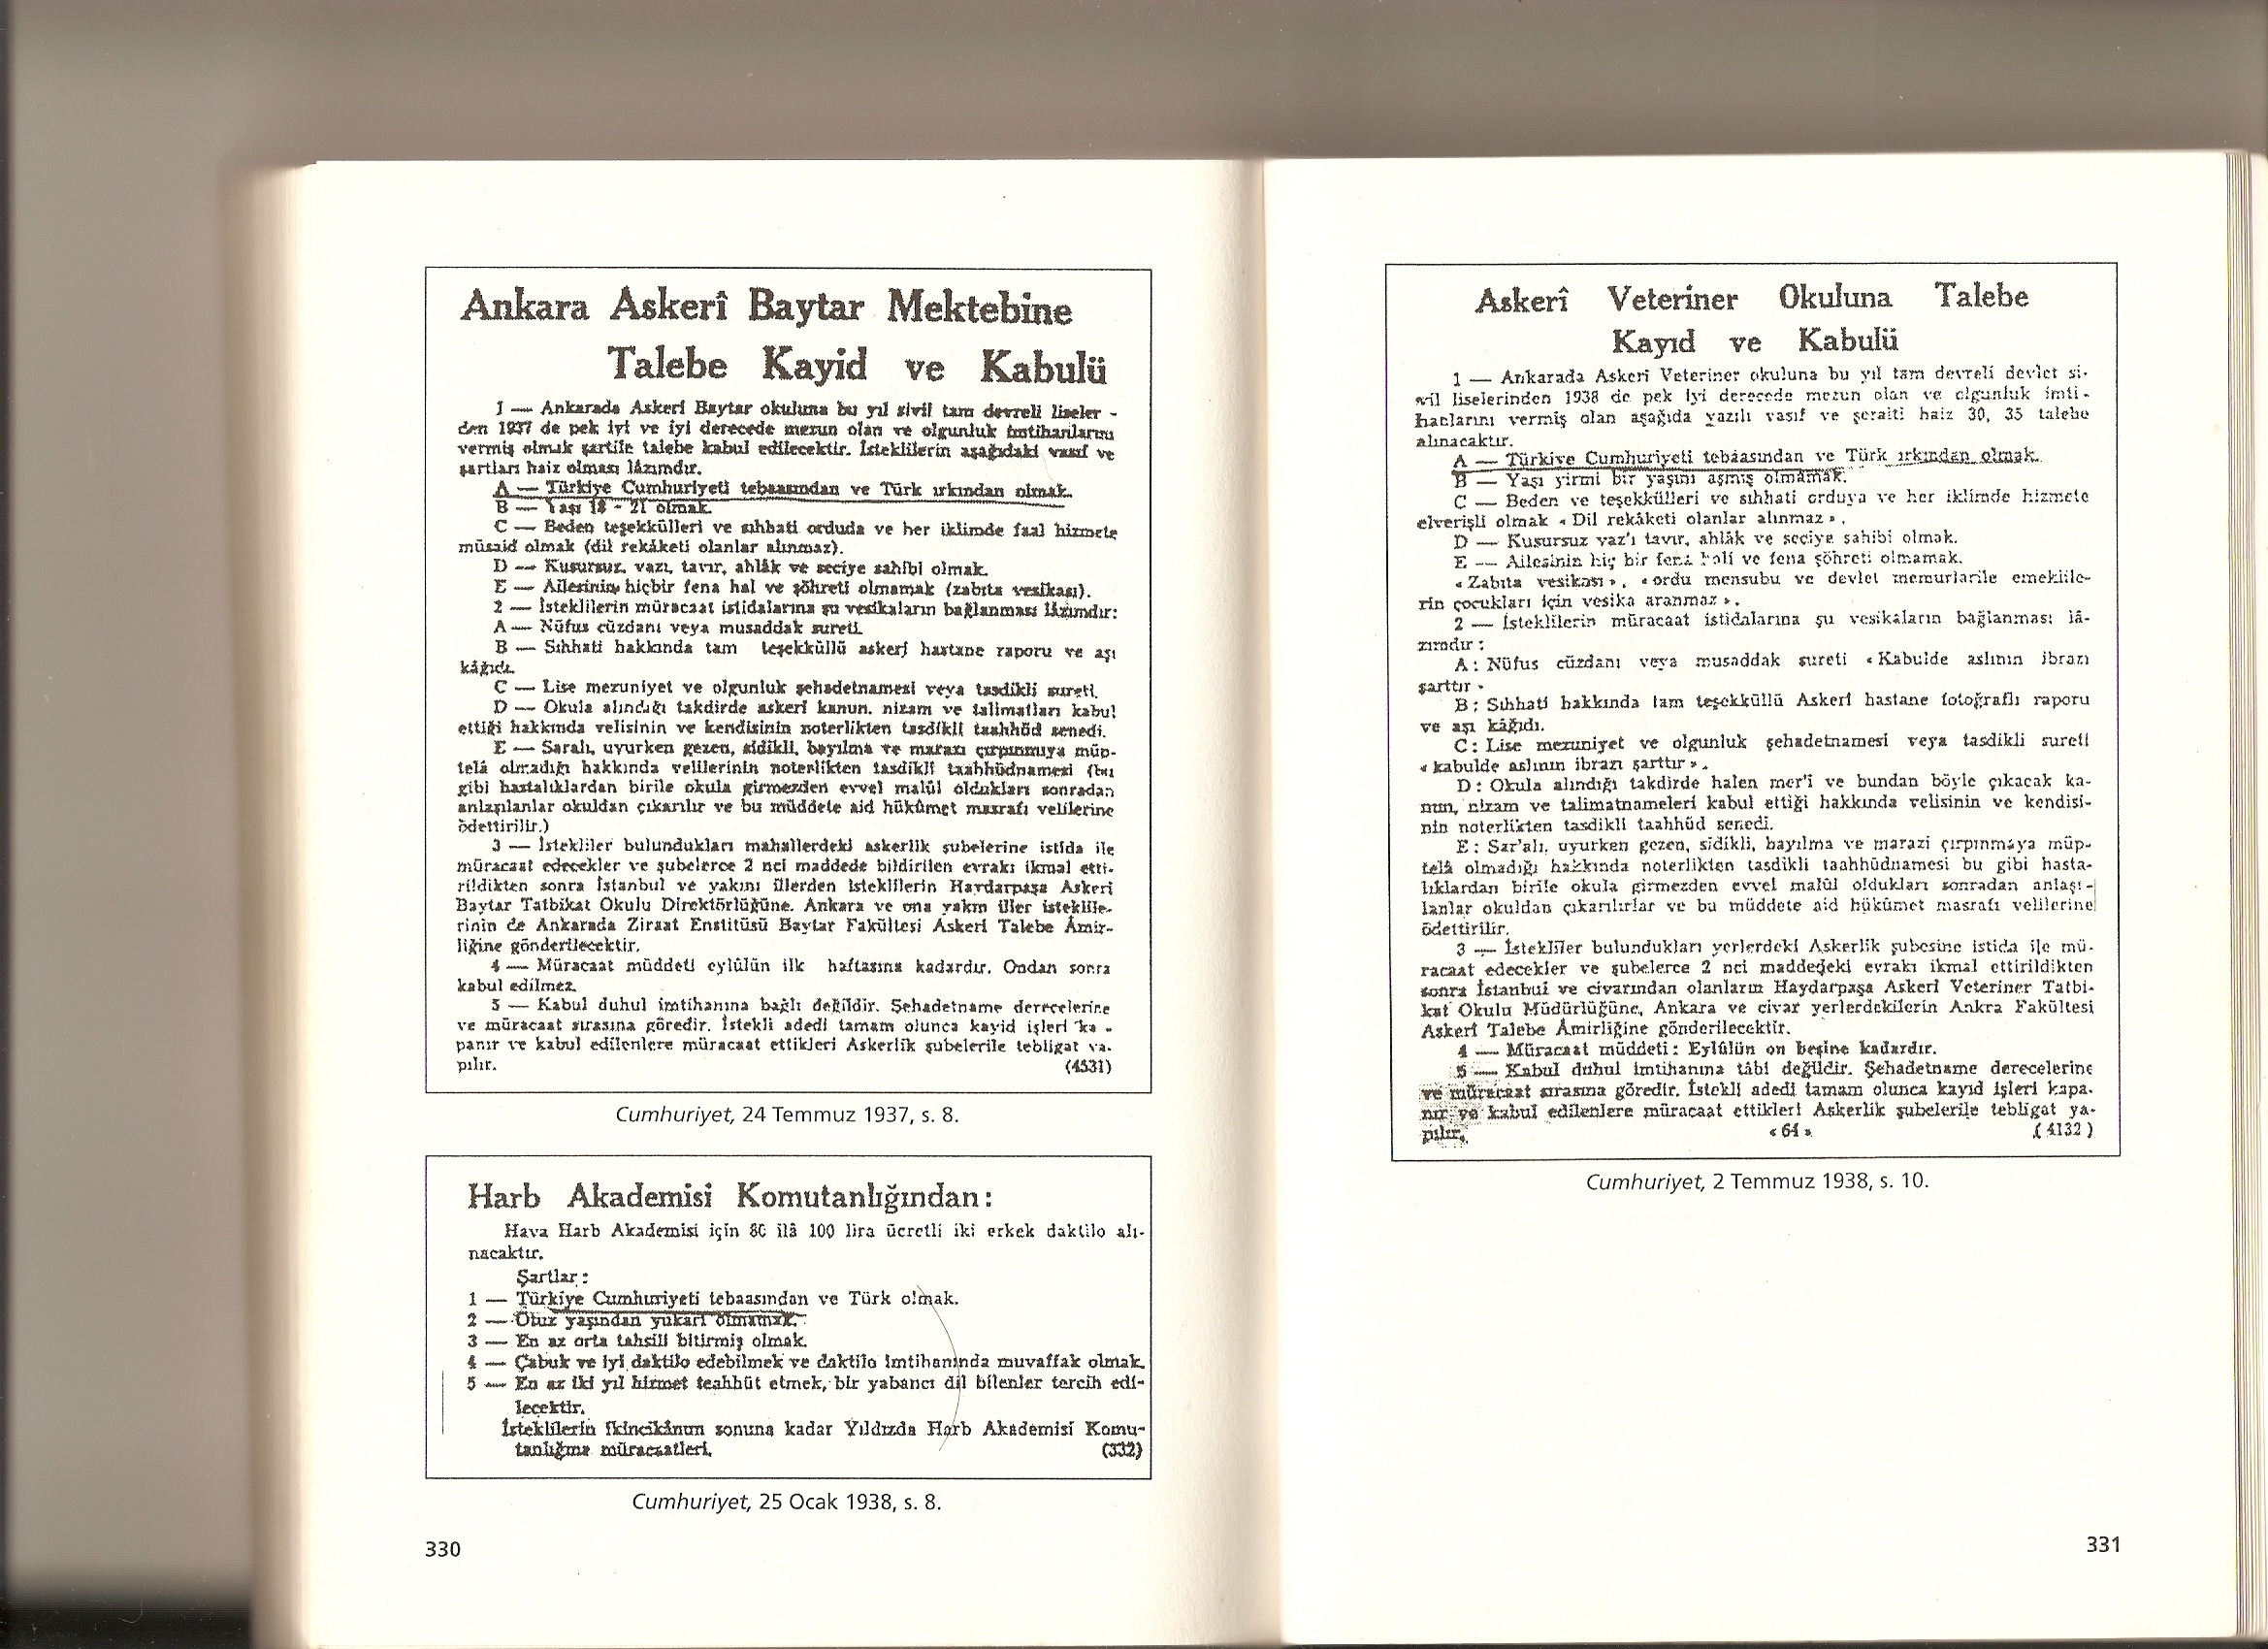 Ankara Askerî Baytar Mektebine
Talebe Kayid ve Kabulü
1 — Ankarada Askerî Baytar okuluna bu yıl sivil tam devreli liseler -
den 1937 de pek iyi ve iyi derecede mezun olan ve olgunluk imtihanlarını
vermiş olmak şartile talebe kabul edilecektir. İsteklilerin aşağıdaki vasıf ve
şartları haiz olması lâzımdır.
A — Türkiye Cumhuriyeti tebaasından ve Türk ırkından olmak.
B — Yaşı 18 - 21 olmak.
C — Beden teşekkülleri ve sıhhati orduda ve her iklimde faal hizmete
müsaid olmak (dil rekâketi olanlar alınmaz).
D — Kusursuz. vazı, tavır, ahlâk ve seciye sahibi olmak.
E — Ailesinin hiçbir fena hal ve şöhreti olmamak (zabıta vesikası).
2 — İsteklilerin müracaat istidalarına şu vesikaların bağlanması lâzımdır:
A — Nüfus cüzdanı veya musaddak sureti.
B — Sıhhati hakkında tam teşekküllü askerî hastane raporu ve aşı
kâğıdı.
C — Lise mezuniyet ve olgunluk şehadetnamesi veya tasdikli sureti.
D — Okula alındığı takdirde askerî kanun. nizam ve talimatları kabul
ettiği hakkında velisinin ve kendisinin noterlikten tasdikli taahhüd senedi.
E — Saralı, uyurken gezen, sidikli, bayılma ve marazı çırpınmıya müp-
telâ olmadığı hakkında velilerinin noterlikten tasdikli taahhüdnamesi (bu
gibi hastalıklardan birile okula girmezden evvel malûl oldukları sonradan
anlaşılanlar okuldan çıkarılır ve bu müddete aid hükûmet masrafı velilerine
ödettirilir.)
3 — İstekliler bulundukları mahallerdeki askerlik şubelerine istida ile
müracaat edecekler ve şubelerce 2 nci maddede bildirilen evrakı ikmal etti-
rildikten sonra İstanbul ve yakını illerden isteklilerin Haydarpaşa Askerî
Baytar Tatbikat Okulu Direktörlüğüne. Ankara ve ona yakın iller istekilile-
rinin de Ankarada Ziraat Enstitüsü Baytar Fakültesi Askerî Talebe Âmir-
liğine gönderilecektir.
4 — Müracaat müddeti eylûlün ilk haftasına kadardır. Ondan sonra
kabul edilmez.
5 — Kabul duhul imtihanına bağlı değildir. Şehadetname derecelerine
ve müracaat sırasına göredir. İstekli adedi tamam olunca kayid işleri ka -
panır ve kabul edilenlere müracaat ettikleri Askerlik şubelerile tebligat ya-
pılır. (4531)
Cumhuriyet, 24 Temmuz 1937, s. 8.
Harb Akademisi Komutanlığından:
Hava Harb Akademisi için 80 ilâ 100 lira ücretli iki erkek daktilo alı-
nacaktır.
Şartlar:
1 — Türkiye Cumhuriyeti tebaasından ve Türk olmak.
2 — Otuz yaşından yukarı olmamak.
3 — En az orta tahsili bitirmiş olmak.
4 — Çabuk ve iyi daktilo edebilmek ve daktilo imtihanında muvaffak olmak.
5 — En az iki yıl hizmet teahhüt etmek, bir yabancı dil bilenler tercih edi-
lecektir.
İsteklilerin İkincikânun sonuna kadar Yıldızda Harb Akademisi Komu-
tanlığına müracaatleri. (332)
Cumhuriyet, 25 Ocak 1938, s. 8.
330
Askerî Veteriner Okuluna Talebe
Kayıd ve Kabulü
1 — Ankarada Askerî Veteriner okuluna bu yıl tam devreli devlet si-
vil liselerinden 1938 de pek iyi derecede mezun olan ve olgunluk imti-
hanlarını vermiş olan aşağıda yazılı vasıf ve şeraiti haiz 30, 35 talebe
alınacaktır.
A — Türkiye Cumhuriyeti tebâasından ve Türk ırkından olmak.
B — Yaşı yirmi bir yaşını aşmış olmamak.
C — Beden ve teşekkülleri ve sıhhati orduya ve her iklimde hizmete
elverişli olmak « Dil rekâketi olanlar alınmaz ».
D — Kusursuz vaz'ı tavır, ahlâk ve seciye sahibi olmak.
E — Ailesinin hiç bir fena hali ve fena şöhreti olmamak.
« Zabıta vesikası », « ordu mensubu ve devlet memurlarile emeklile-
rin çocukları için vesika aranmaz ».
2 — İsteklilerin müracaat istidalarına şu vesikaların bağlanması lâ-
zımdır :
A : Nüfus cüzdanı veya musaddak sureti « Kabulde aslının ibrazı
şarttır »
B : Sıhhati hakkında tam teşekküllü Askerî hastane fotoğraflı raporu
ve aşı kâğıdı.
C : Lise mezuniyet ve olgunluk şehadetnamesi veya tasdikli sureti
« kabulde aslının ibrazı şarttır ».
D : Okula alındığı takdirde halen mer'i ve bundan böyle çıkacak ka-
nun, nizam ve talimatnameleri kabul ettiği hakkında velisinin ve kendisi-
nin noterlikten tasdikli taahhüd senedi.
E : Sar'alı, uyurken gezen, sidikli, bayılma ve marazi çırpınmaya müp-
telâ olmadığı hakkında noterlikten tasdikli taahhüdnamesi bu gibi hasta-
lıklardan birile okula girmezden evvel malûl oldukları sonradan anlaşı-
lanlar okuldan çıkarılırlar ve bu müddete aid hükûmet masrafı velilerine
ödettirilir.
3 — İstekliler bulundukları yerlerdeki Askerlik şubesine istida ile mü-
racaat edecekler ve şubelerce 2 nci maddedeki evrakı ikmal ettirildikten
sonra İstanbul ve civarından olanların Haydarpaşa Askerî Veteriner Tatbi-
kat Okulu Müdürlüğüne, Ankara ve civar yerlerdekilerin Ankra Fakültesi
Askerî Talebe Âmirliğine gönderilecektir.
4 — Müracaat müddeti : Eylûlün on beşine kadardır.
5 — Kabul duhul imtihanına tâbi değildir. Şehadetname derecelerine
ve müracaat sırasına göredir. İstekli adedi tamam olunca kayıd işleri kapa-
nır ve kabul edilenlere müracaat ettikleri Askerlik şubelerile tebligat ya-
pılır. « 64 » ( 4132 )
Cumhuriyet, 2 Temmuz 1938, s. 10.
331